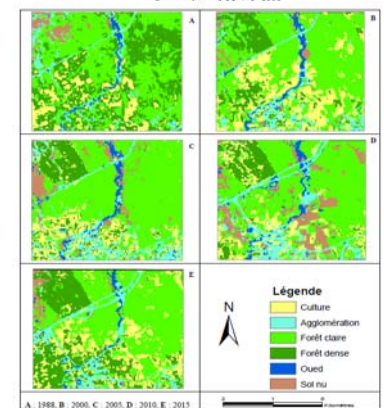 A
B
C
D
E
N
Légende
Culture
Agglomération
Forêt claire
Forêt dense
Oued
Sol nu
A : 1988, B : 2000, C : 2005, D : 2010, E : 2015